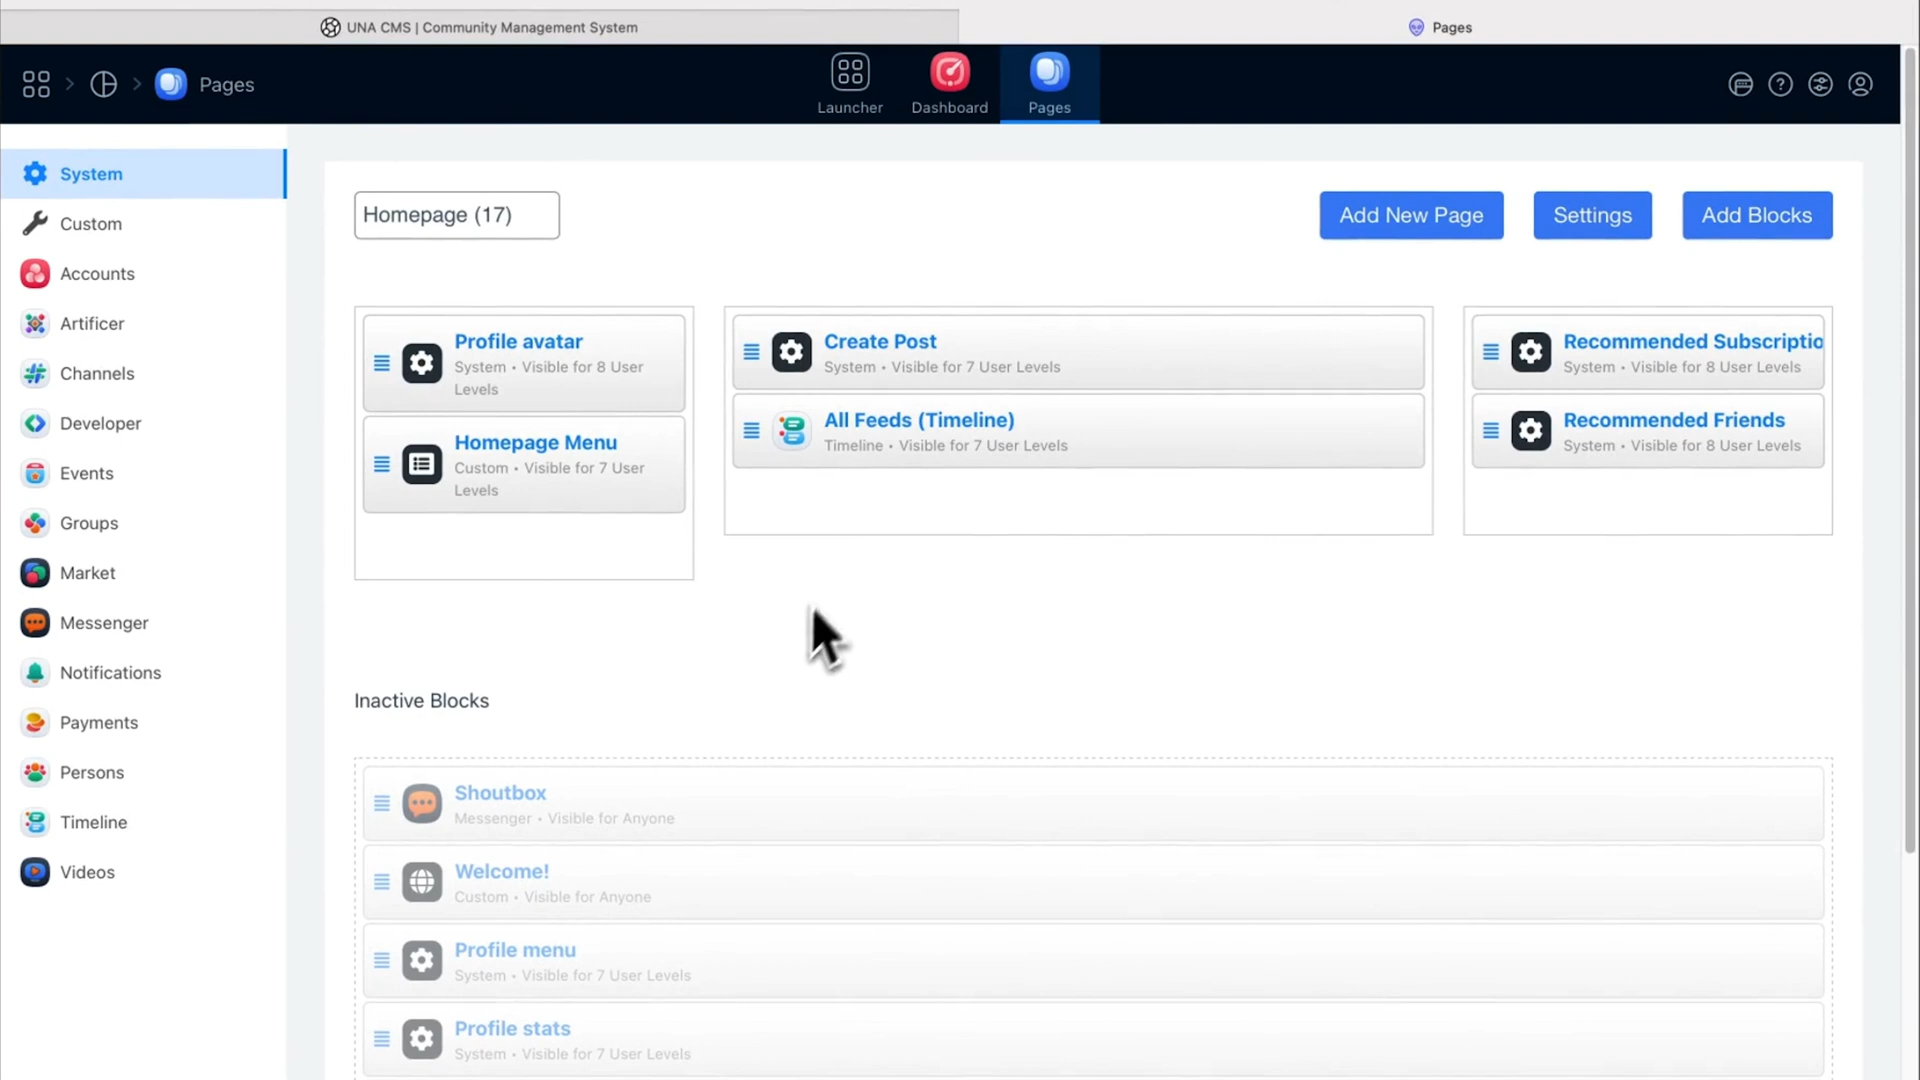 UNA CMS | Community Management System
Pages
Pages
Launcher
Dashboard
Pages
System
Custom
Accounts
Artificer
Channels
Developer
Events
Groups
Market
Messenger
Notifications
Payments
Persons
Timeline
Videos
Homepage (17)
Add New Page
Settings
Add Blocks
Profile avatar
System • Visible for 8 User
Levels
Homepage Menu
Custom • Visible for 7 User
Levels
Create Post
System • Visible for 7 User Levels
All Feeds (Timeline)
Timeline • Visible for 7 User Levels
Recommended Subscriptio
System • Visible for 8 User Levels
Recommended Friends
System • Visible for 8 User Levels
Inactive Blocks
Shoutbox
Messenger • Visible for Anyone
Welcome!
Custom • Visible for Anyone
Profile menu
System • Visible for 7 User Levels
Profile stats
System • Visible for 7 User Levels